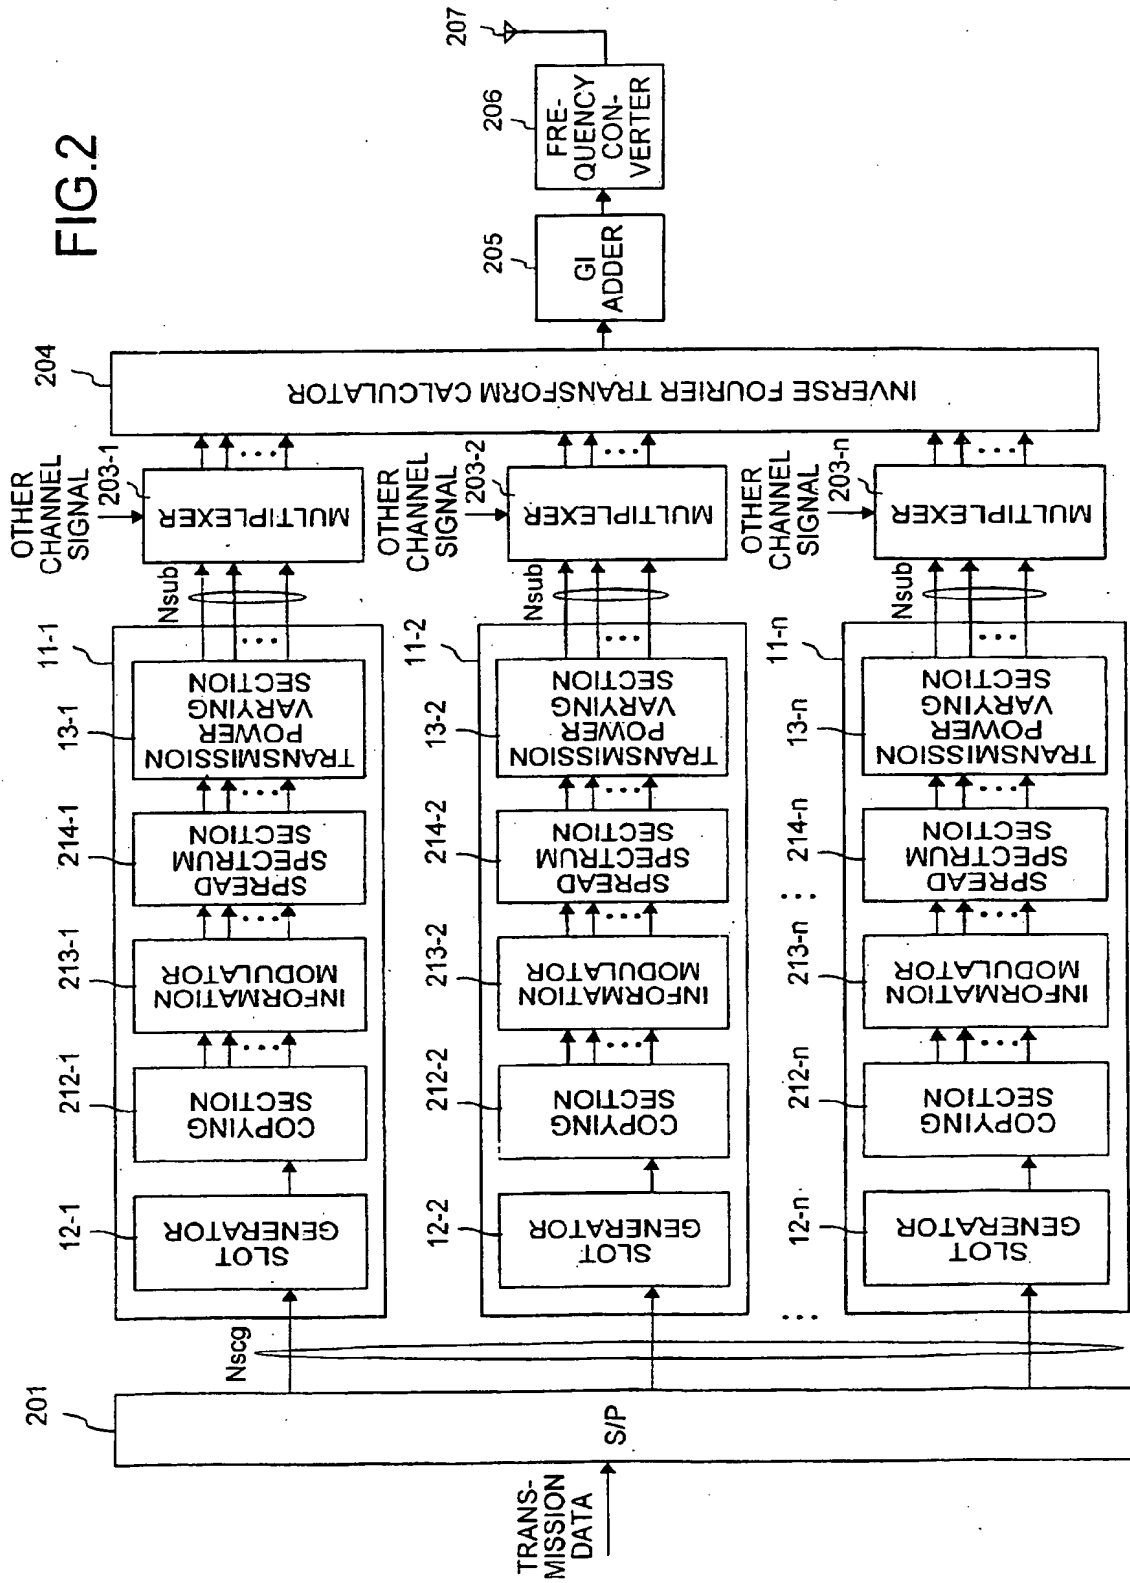 FIG.2
TRANS-
MISSION
DATA
201
S/P
Nscg
11-1
12-1
SLOT
GENERATOR
212-1
COPYING
SECTION
213-1
INFORMATION
MODULATOR
214-1
SPREAD
SPECTRUM
SECTION
13-1
TRANSMISSION
POWER
VARYING
SECTION
Nsub
OTHER
CHANNEL
SIGNAL
203-1
MULTIPLEXER
11-2
12-2
SLOT
GENERATOR
212-2
COPYING
SECTION
213-2
INFORMATION
MODULATOR
214-2
SPREAD
SPECTRUM
SECTION
13-2
TRANSMISSION
POWER
VARYING
SECTION
Nsub
OTHER
CHANNEL
SIGNAL
203-2
MULTIPLEXER
11-n
12-n
SLOT
GENERATOR
212-n
COPYING
SECTION
213-n
INFORMATION
MODULATOR
214-n
SPREAD
SPECTRUM
SECTION
13-n
TRANSMISSION
POWER
VARYING
SECTION
Nsub
OTHER
CHANNEL
SIGNAL
203-n
MULTIPLEXER
204
INVERSE FOURIER TRANSFORM CALCULATOR
205
GI
ADDER
206
FRE-
QUENCY
CON-
VERTER
207